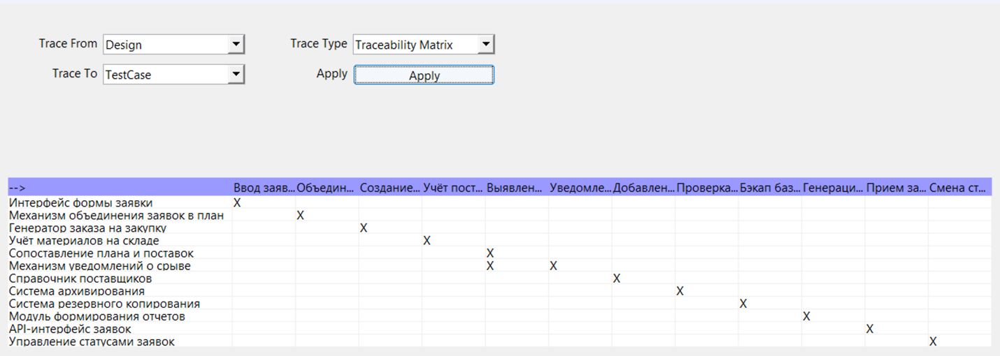 Trace From Design Trace Type Traceability Matrix
Trace To TestCase Apply Apply
--> Ввод заяв... Объедин... Создание... Учёт пост... Выявлен... Уведомле... Добавлен... Проверка... Бэкап баз... Генераци... Прием за... Смена ст...
Интерфейс формы заявки X
Механизм объединения заявок в план X
Генератор заказа на закупку X
Учёт материалов на складе X
Сопоставление плана и поставок X
Механизм уведомлений о срыве X X
Справочник поставщиков X
Система архивирования X
Система резервного копирования X
Модуль формирования отчетов X
API-интерфейс заявок X
Управление статусами заявок X